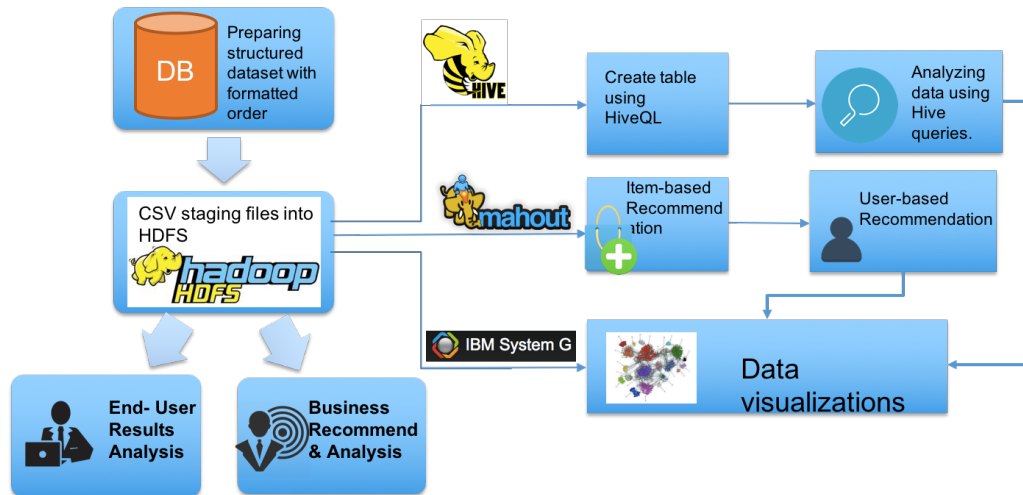 DB
Preparing
structured
dataset with
formatted
order
HIVE
Create table
using
HiveQL
Analyzing
data using
Hive
queries.
CSV staging files into
HDFS
hadoop
HDFS
mahout
Item-based
Recommend
ation
User-based
Recommendation
IBM System G
Data
visualizations
End- User
Results
Analysis
Business
Recommend
& Analysis